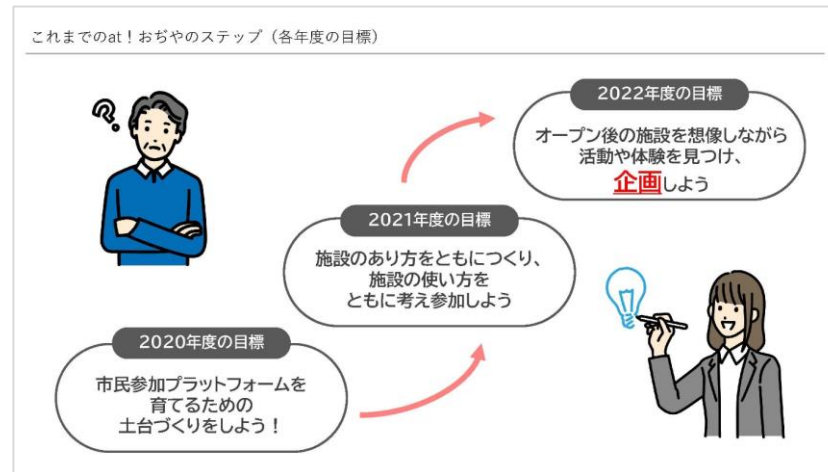 これまでのat！おぢやのステップ（各年度の目標）
2020年度の目標
市民参加プラットフォームを
育てるための
土台づくりをしよう！
2021年度の目標
施設のあり方をともにつくり、
施設の使い方を
ともに考え参加しよう
2022年度の目標
オープン後の施設を想像しながら
活動や体験を見つけ、
企画しよう